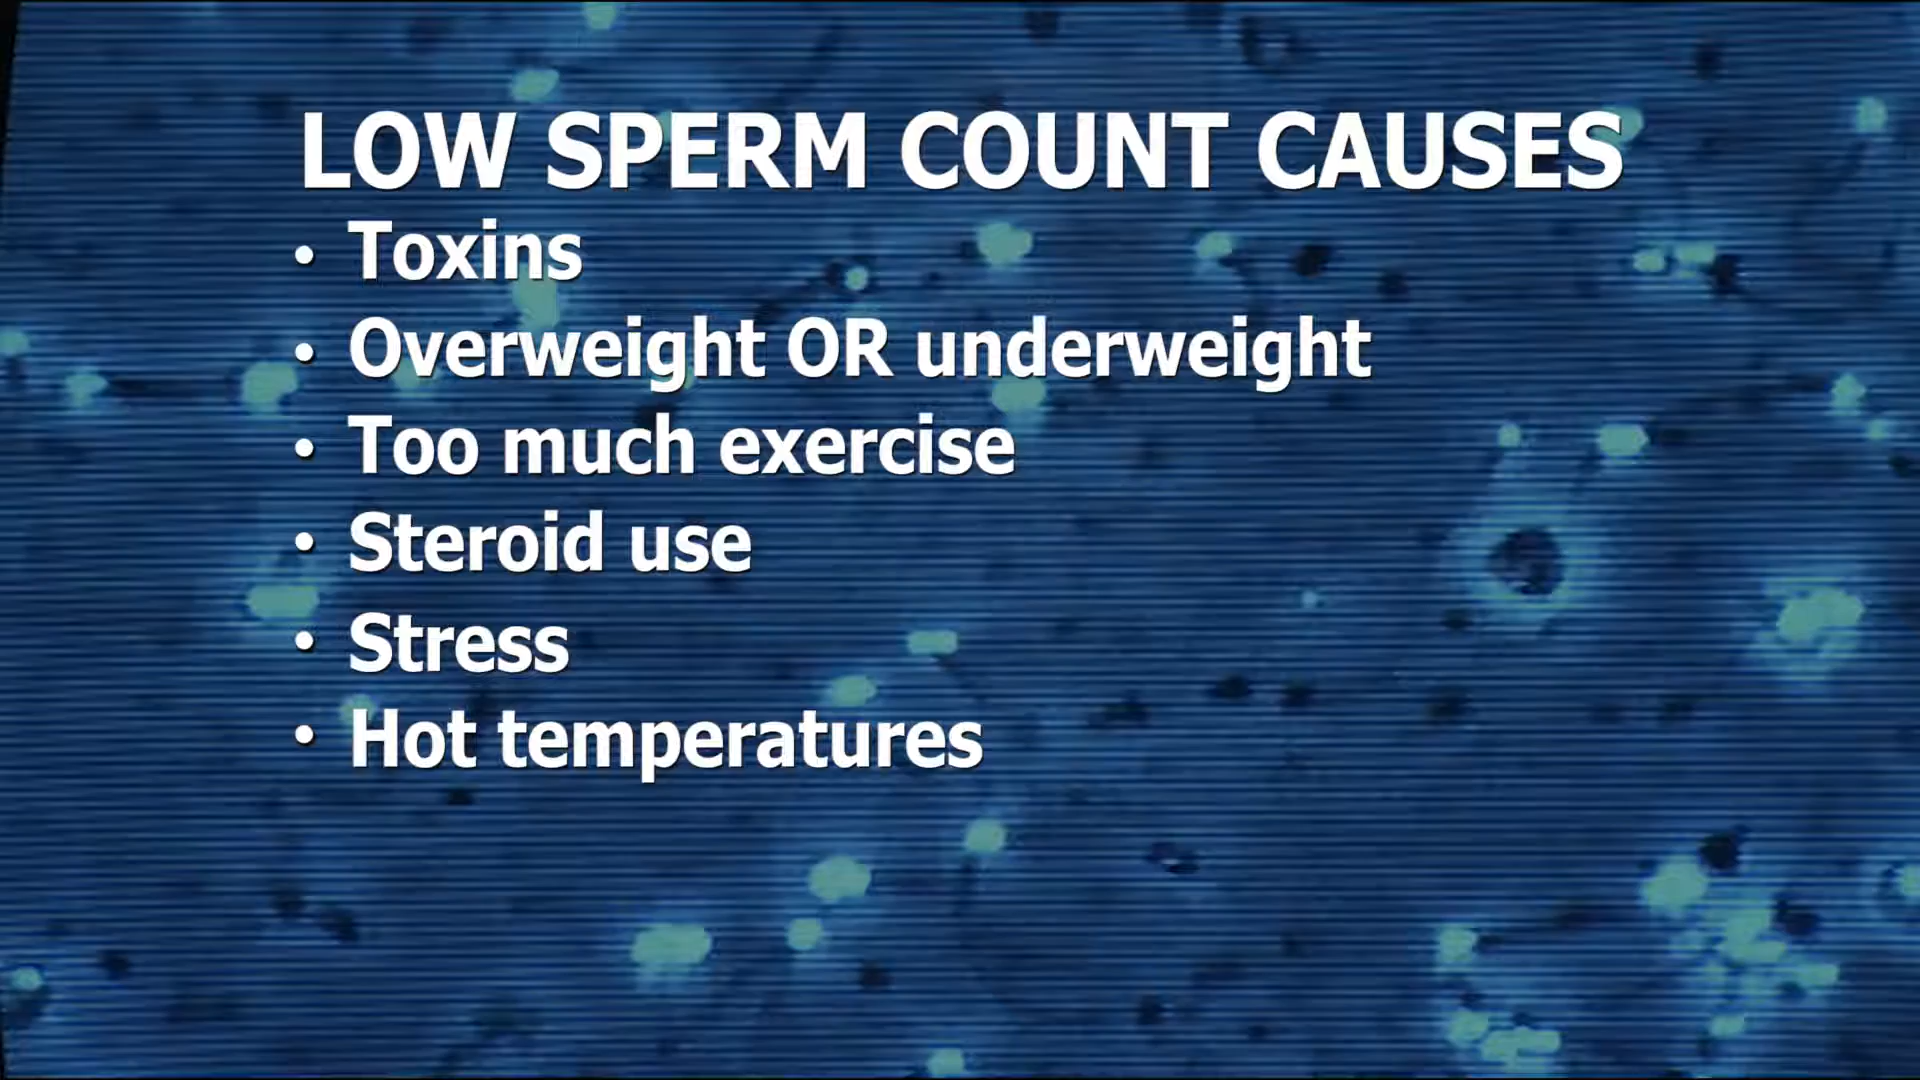 LOW SPERM COUNT CAUSES
• Toxins
• Overweight OR underweight
• Too much exercise
• Steroid use
• Stress
• Hot temperatures